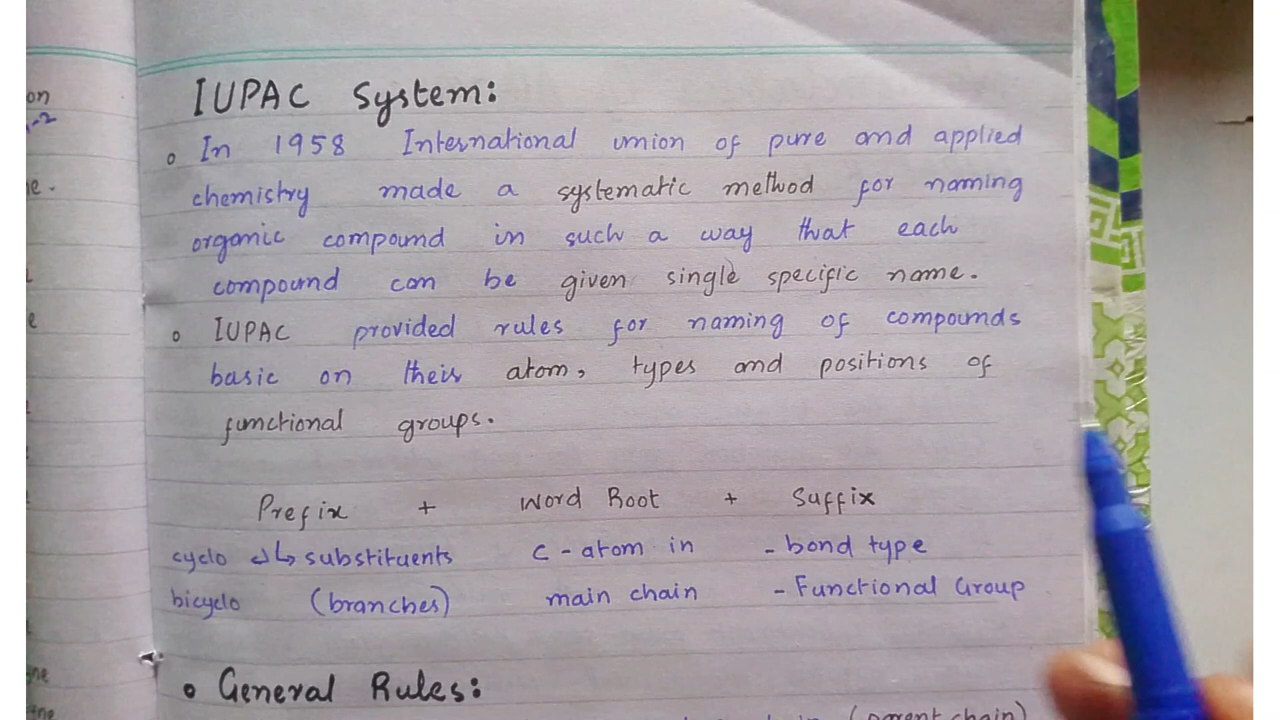 IUPAC System:
o In 1958 International union of pure and applied
chemistry made a systematic method for naming
organic compound in such a way that each
compound can be given single specific name.
o IUPAC provided rules for naming of compounds
basic on their atom, types and positions of
functional groups.
Prefix + Word Root + Suffix
cyclo ↲↳ substituents C - atom in - bond type
bicyclo (branches) main chain - Functional Group
o General Rules:
(parent chain)